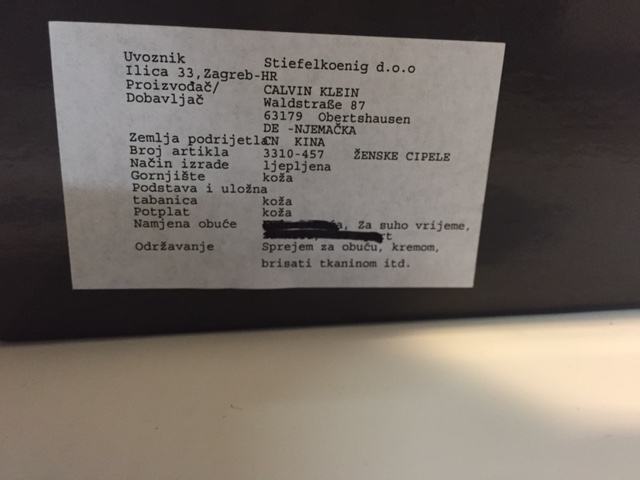 Uvoznik Stiefelkoenig d.o.o
Ilica 33,Zagreb-HR
Proizvođač/ CALVIN KLEIN
Dobavljač Waldstraße 87
63179 Obertshausen
DE -NJEMAČKA
Zemlja podrijetla CN KINA
Broj artikla 3310-457 ŽENSKE CIPELE
Način izrade ljepljena
Gornjište koža
Podstava i uložna
tabanica koža
Potplat koža
Namjena obuće Za suho vrijeme,
Održavanje Sprejem za obuću, kremom,
brisati tkaninom itd.